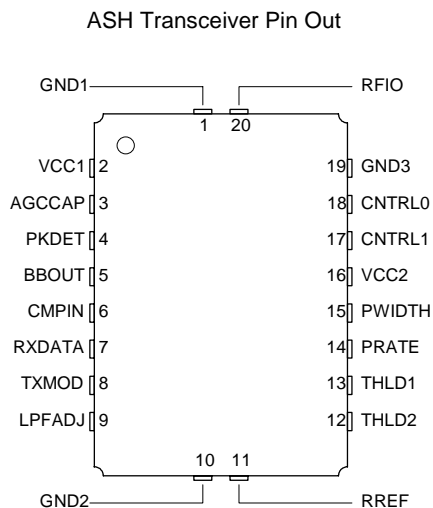 ASH Transceiver Pin Out
GND1 RFIO
1 20
VCC1 2 19 GND3
AGCCAP 3 18 CNTRL0
PKDET 4 17 CNTRL1
BBOUT 5 16 VCC2
CMPIN 6 15 PWIDTH
RXDATA 7 14 PRATE
TXMOD 8 13 THLD1
LPFADJ 9 12 THLD2
10 11
GND2 RREF